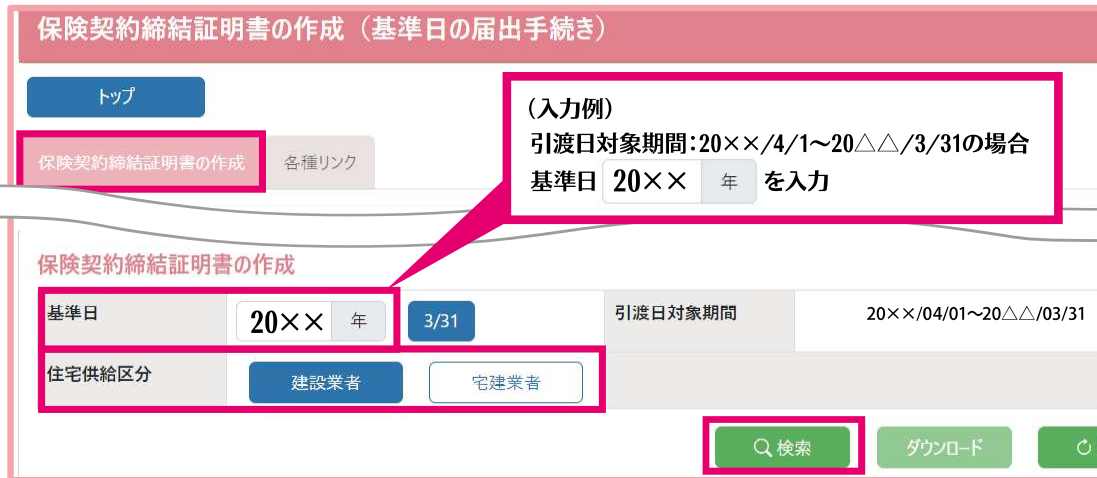 保険契約締結証明書の作成（基準日の届出手続き）
トップ
保険契約締結証明書の作成
各種リンク
（入力例）
引渡日対象期間：20××/4/1～20△△/3/31の場合
基準日 20×× 年 を入力
保険契約締結証明書の作成
基準日 20×× 年 3/31 引渡日対象期間 20××/04/01～20△△/03/31
住宅供給区分 建設業者 宅建業者
検索 ダウンロード